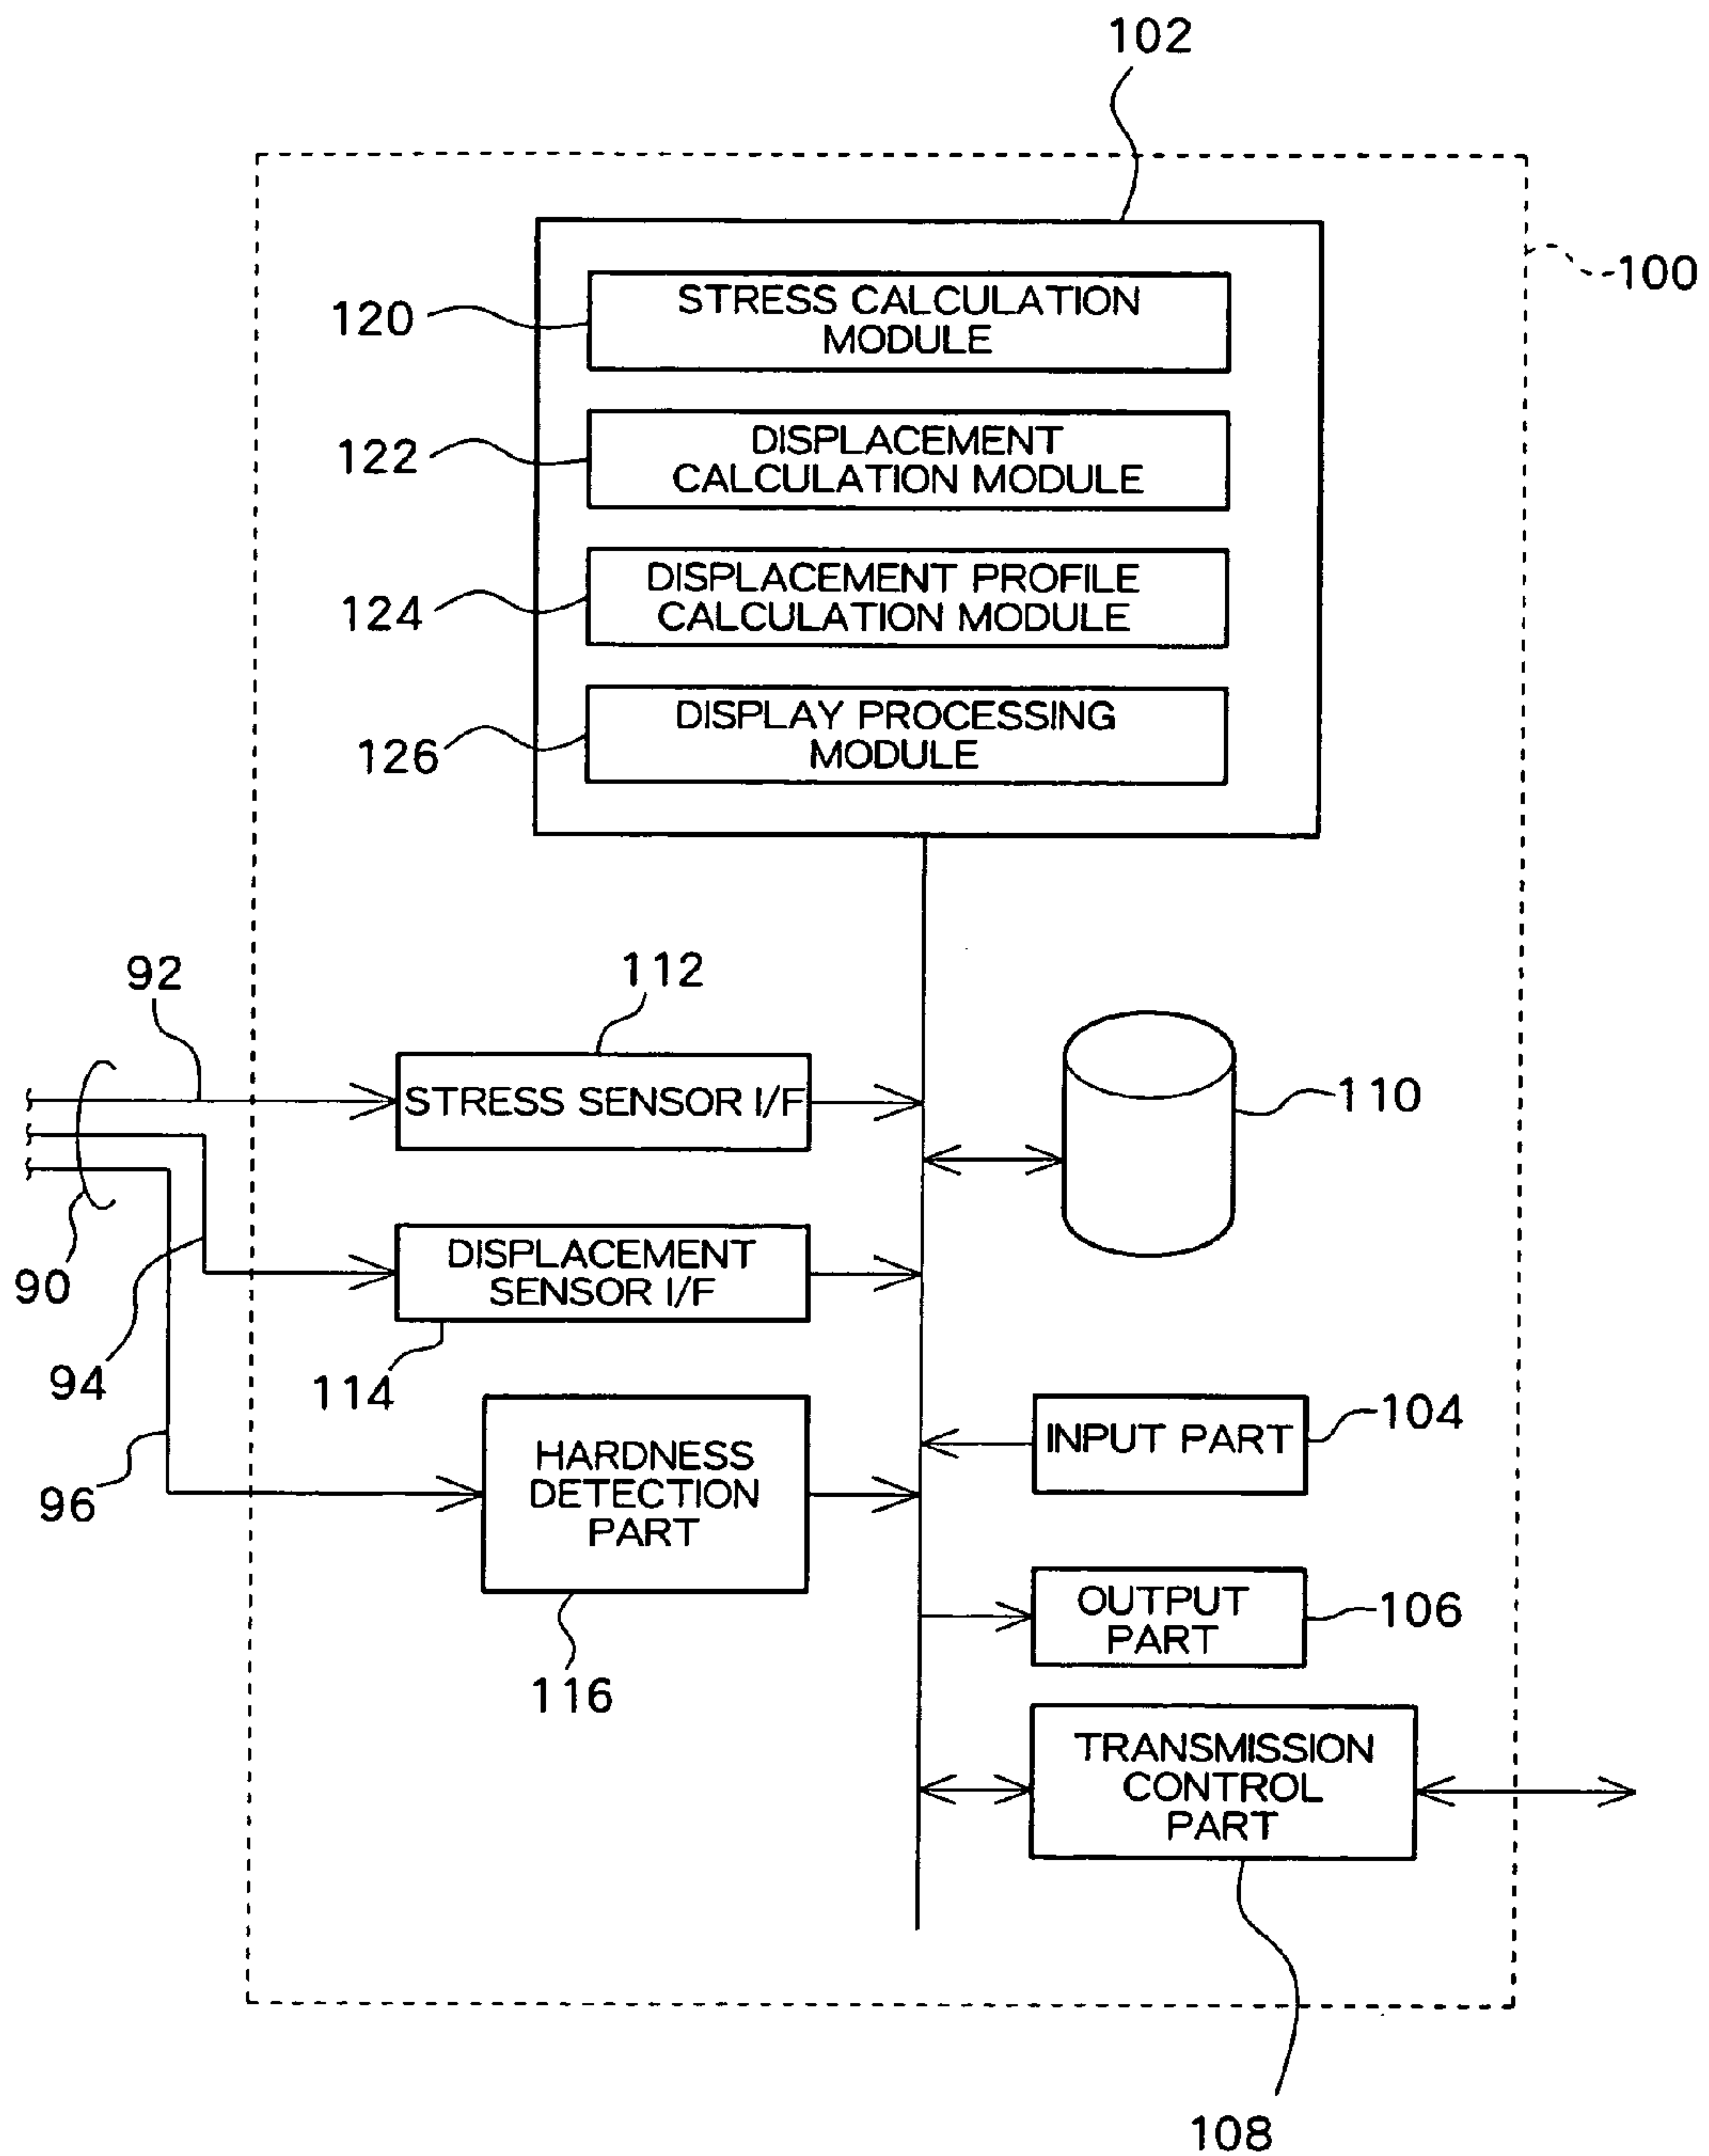 102
100
120
STRESS CALCULATION
MODULE
122
DISPLACEMENT
CALCULATION MODULE
124
DISPLACEMENT PROFILE
CALCULATION MODULE
126
DISPLAY PROCESSING
MODULE
92
112
STRESS SENSOR I/F
110
90
DISPLACEMENT
SENSOR I/F
94
114
104
INPUT PART
96
HARDNESS
DETECTION
PART
OUTPUT
PART
106
116
TRANSMISSION
CONTROL
PART
108